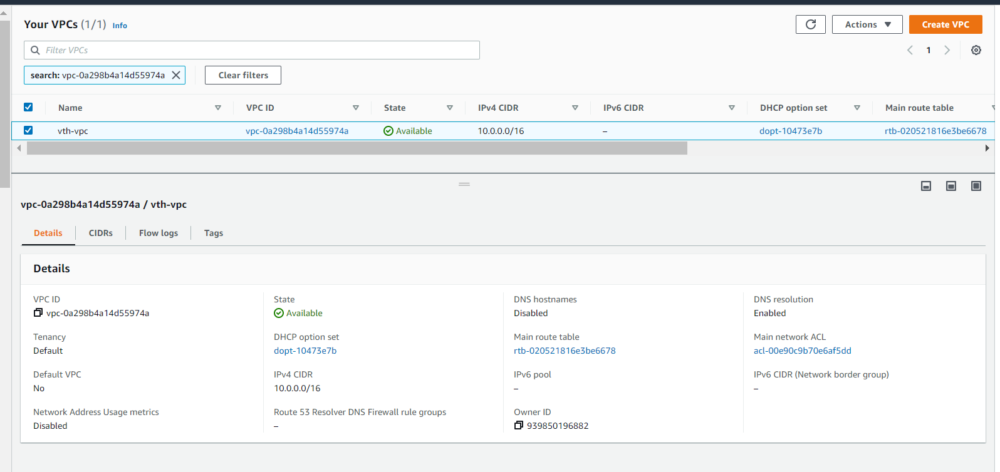 Your VPCs (1/1) Info
Actions
Create VPC
Filter VPCs
1
search: vpc-0a298b4a14d55974a
Clear filters
Name VPC ID State IPv4 CIDR IPv6 CIDR DHCP option set Main route table
vth-vpc vpc-0a298b4a14d55974a Available 10.0.0.0/16 – dopt-10473e7b rtb-020521816e3be6678
vpc-0a298b4a14d55974a / vth-vpc
Details CIDRs Flow logs Tags
Details
VPC ID State DNS hostnames DNS resolution
vpc-0a298b4a14d55974a Available Disabled Enabled
Tenancy DHCP option set Main route table Main network ACL
Default dopt-10473e7b rtb-020521816e3be6678 acl-00e90c9b70e6af5dd
Default VPC IPv4 CIDR IPv6 pool IPv6 CIDR (Network border group)
No 10.0.0.0/16 – –
Network Address Usage metrics Route 53 Resolver DNS Firewall rule groups Owner ID
Disabled – 939850196882